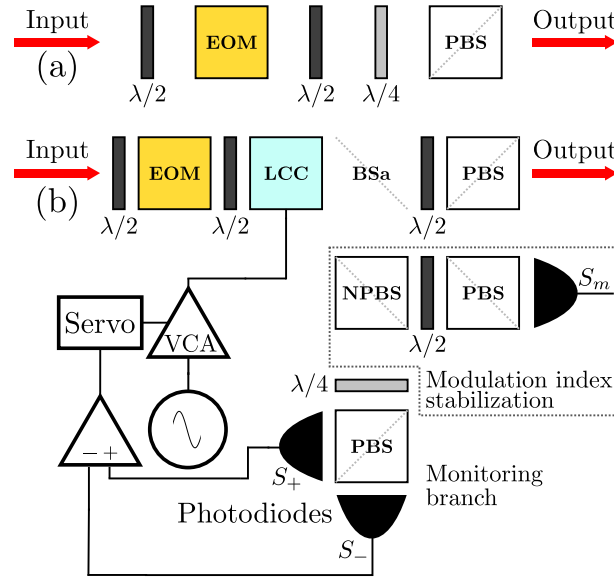 Input
Output
EOM
PBS
(a)
λ/2
λ/2
λ/4
Input
Output
EOM
LCC
BSa
PBS
(b)
λ/2
λ/2
λ/2
NPBS
PBS
S_m
λ/2
Servo
VCA
λ/4
Modulation index
stabilization
PBS
− +
S_+
Monitoring
branch
Photodiodes
S_−